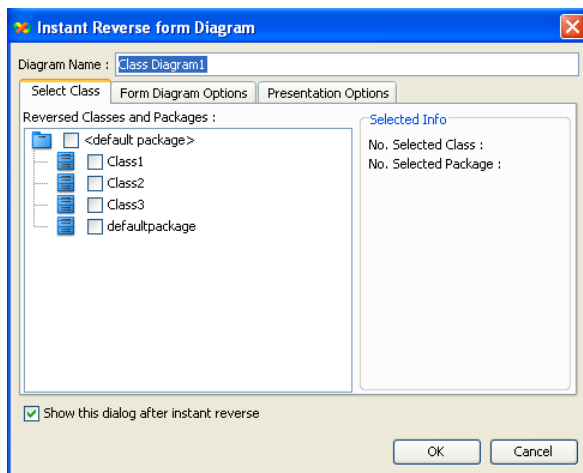 Instant Reverse form Diagram
Diagram Name : Class Diagram1
Select Class Form Diagram Options Presentation Options
Reversed Classes and Packages :
<default package>
Class1
Class2
Class3
defaultpackage
Selected Info
No. Selected Class :
No. Selected Package :
Show this dialog after instant reverse
OK Cancel